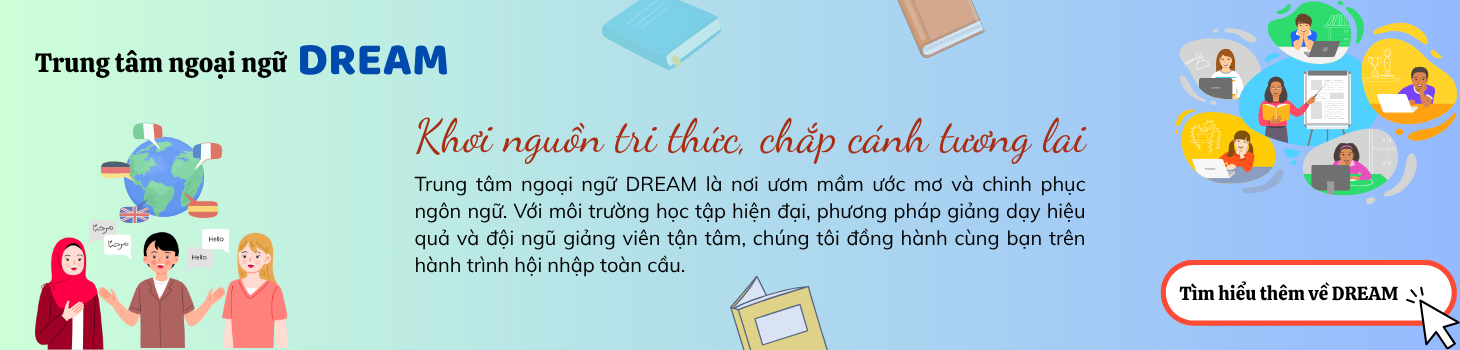 Trung tâm ngoại ngữ DREAM
Khơi nguồn tri thức, chắp cánh tương lai
Trung tâm ngoại ngữ DREAM là nơi ươm mầm ước mơ và chinh phục
ngôn ngữ. Với môi trường học tập hiện đại, phương pháp giảng dạy hiệu
quả và đội ngũ giảng viên tận tâm, chúng tôi đồng hành cùng bạn trên
hành trình hội nhập toàn cầu.
Hello
Hello
Tìm hiểu thêm về DREAM